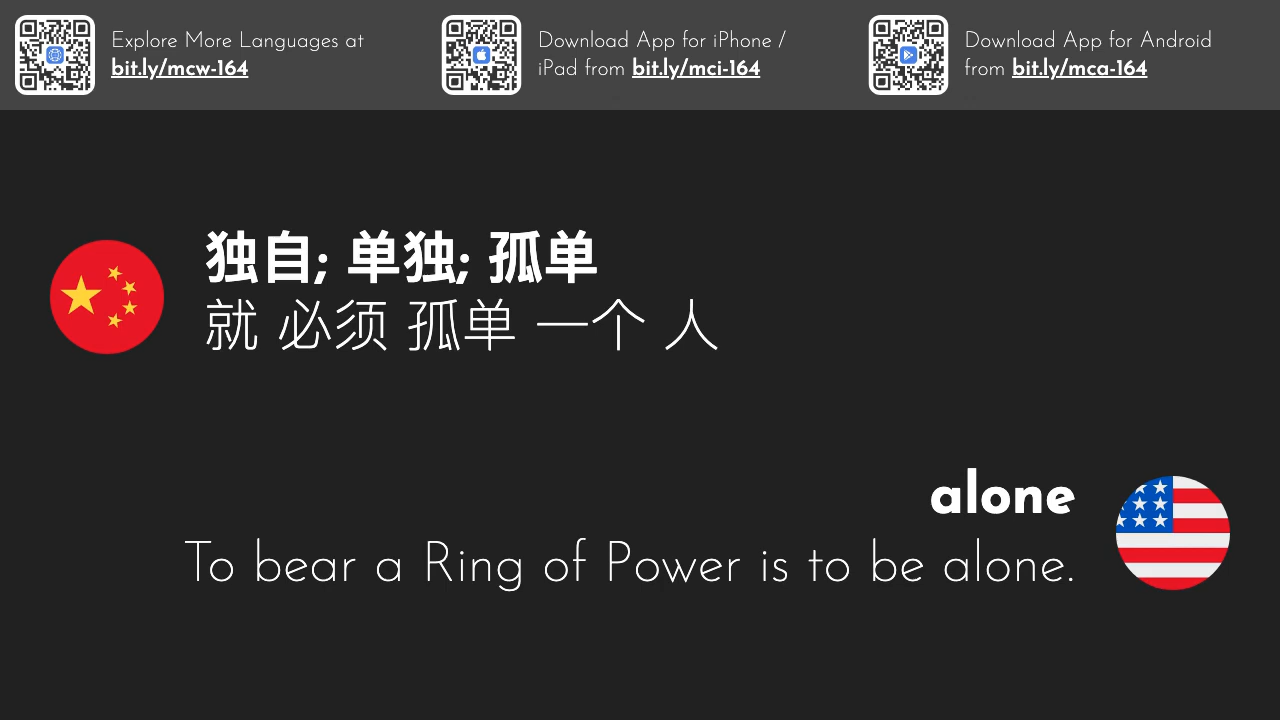 Explore More Languages at
bit.ly/mcw-164
Download App for iPhone /
iPad from bit.ly/mci-164
Download App for Android
from bit.ly/mca-164
独自; 单独; 孤单
就 必须 孤单 一个 人
alone
To bear a Ring of Power is to be alone.